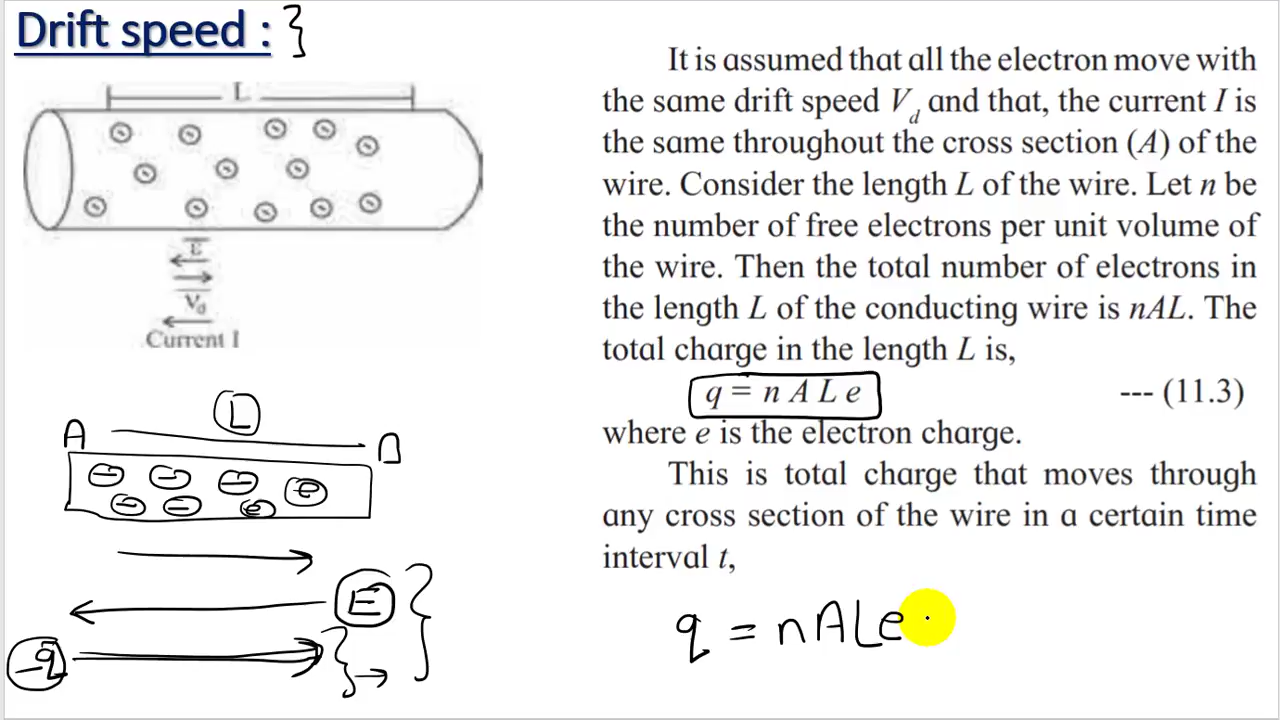 Drift speed : }
L
E
Vd
Current I
L
A
E
-q
It is assumed that all the electron move with
the same drift speed Vd and that, the current I is
the same throughout the cross section (A) of the
wire. Consider the length L of the wire. Let n be
the number of free electrons per unit volume of
the wire. Then the total number of electrons in
the length L of the conducting wire is nAL. The
total charge in the length L is,
q = n A L e --- (11.3)
where e is the electron charge.
This is total charge that moves through
any cross section of the wire in a certain time
interval t,
q = nALe